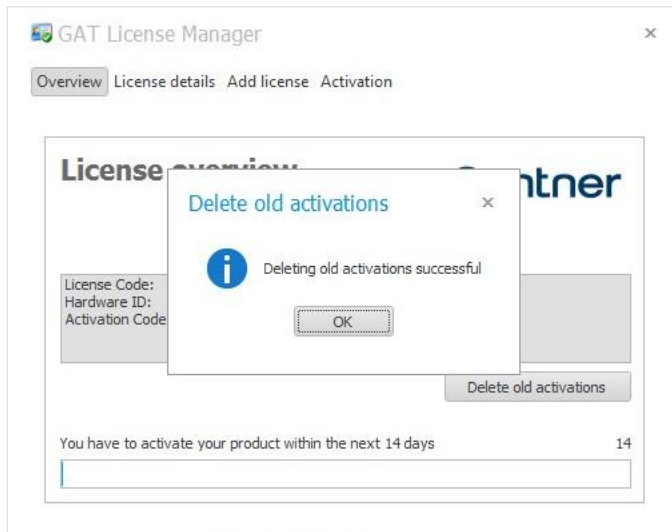 GAT License Manager
Overview License details Add license Activation
License
Delete old activations
Deleting old activations successful
OK
License Code:
Hardware ID:
Activation Code
Delete old activations
You have to activate your product within the next 14 days 14